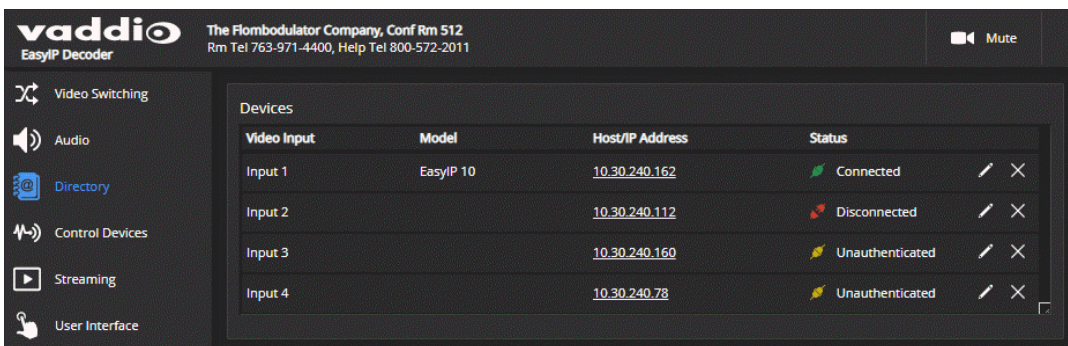 vaddio
EasyIP Decoder
The Flombodulator Company, Conf Rm 512
Rm Tel 763-971-4400, Help Tel 800-572-2011
Mute
Video Switching
Audio
Directory
Control Devices
Streaming
User Interface
Devices
Video Input Model Host/IP Address Status
Input 1 EasyIP 10 10.30.240.162 Connected
Input 2 10.30.240.112 Disconnected
Input 3 10.30.240.160 Unauthenticated
Input 4 10.30.240.78 Unauthenticated